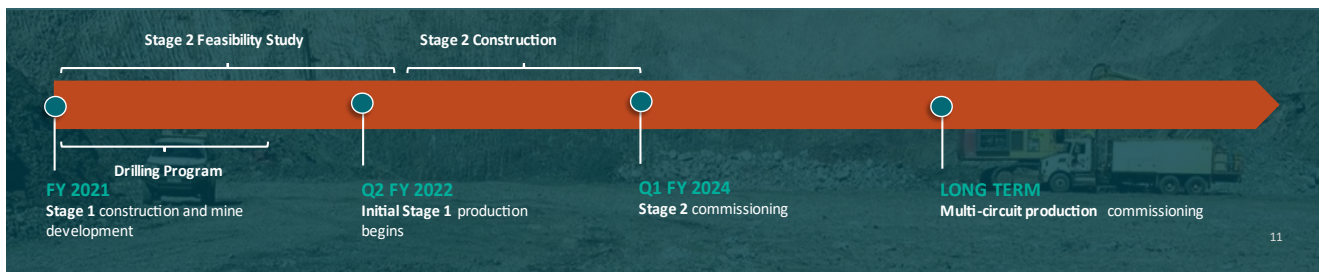 Stage 2 Feasibility Study
Stage 2 Construction
Drilling Program
FY 2021
Stage 1 construction and mine
development
Q2 FY 2022
Initial Stage 1 production
begins
Q1 FY 2024
Stage 2 commissioning
LONG TERM
Multi-circuit production commissioning
11